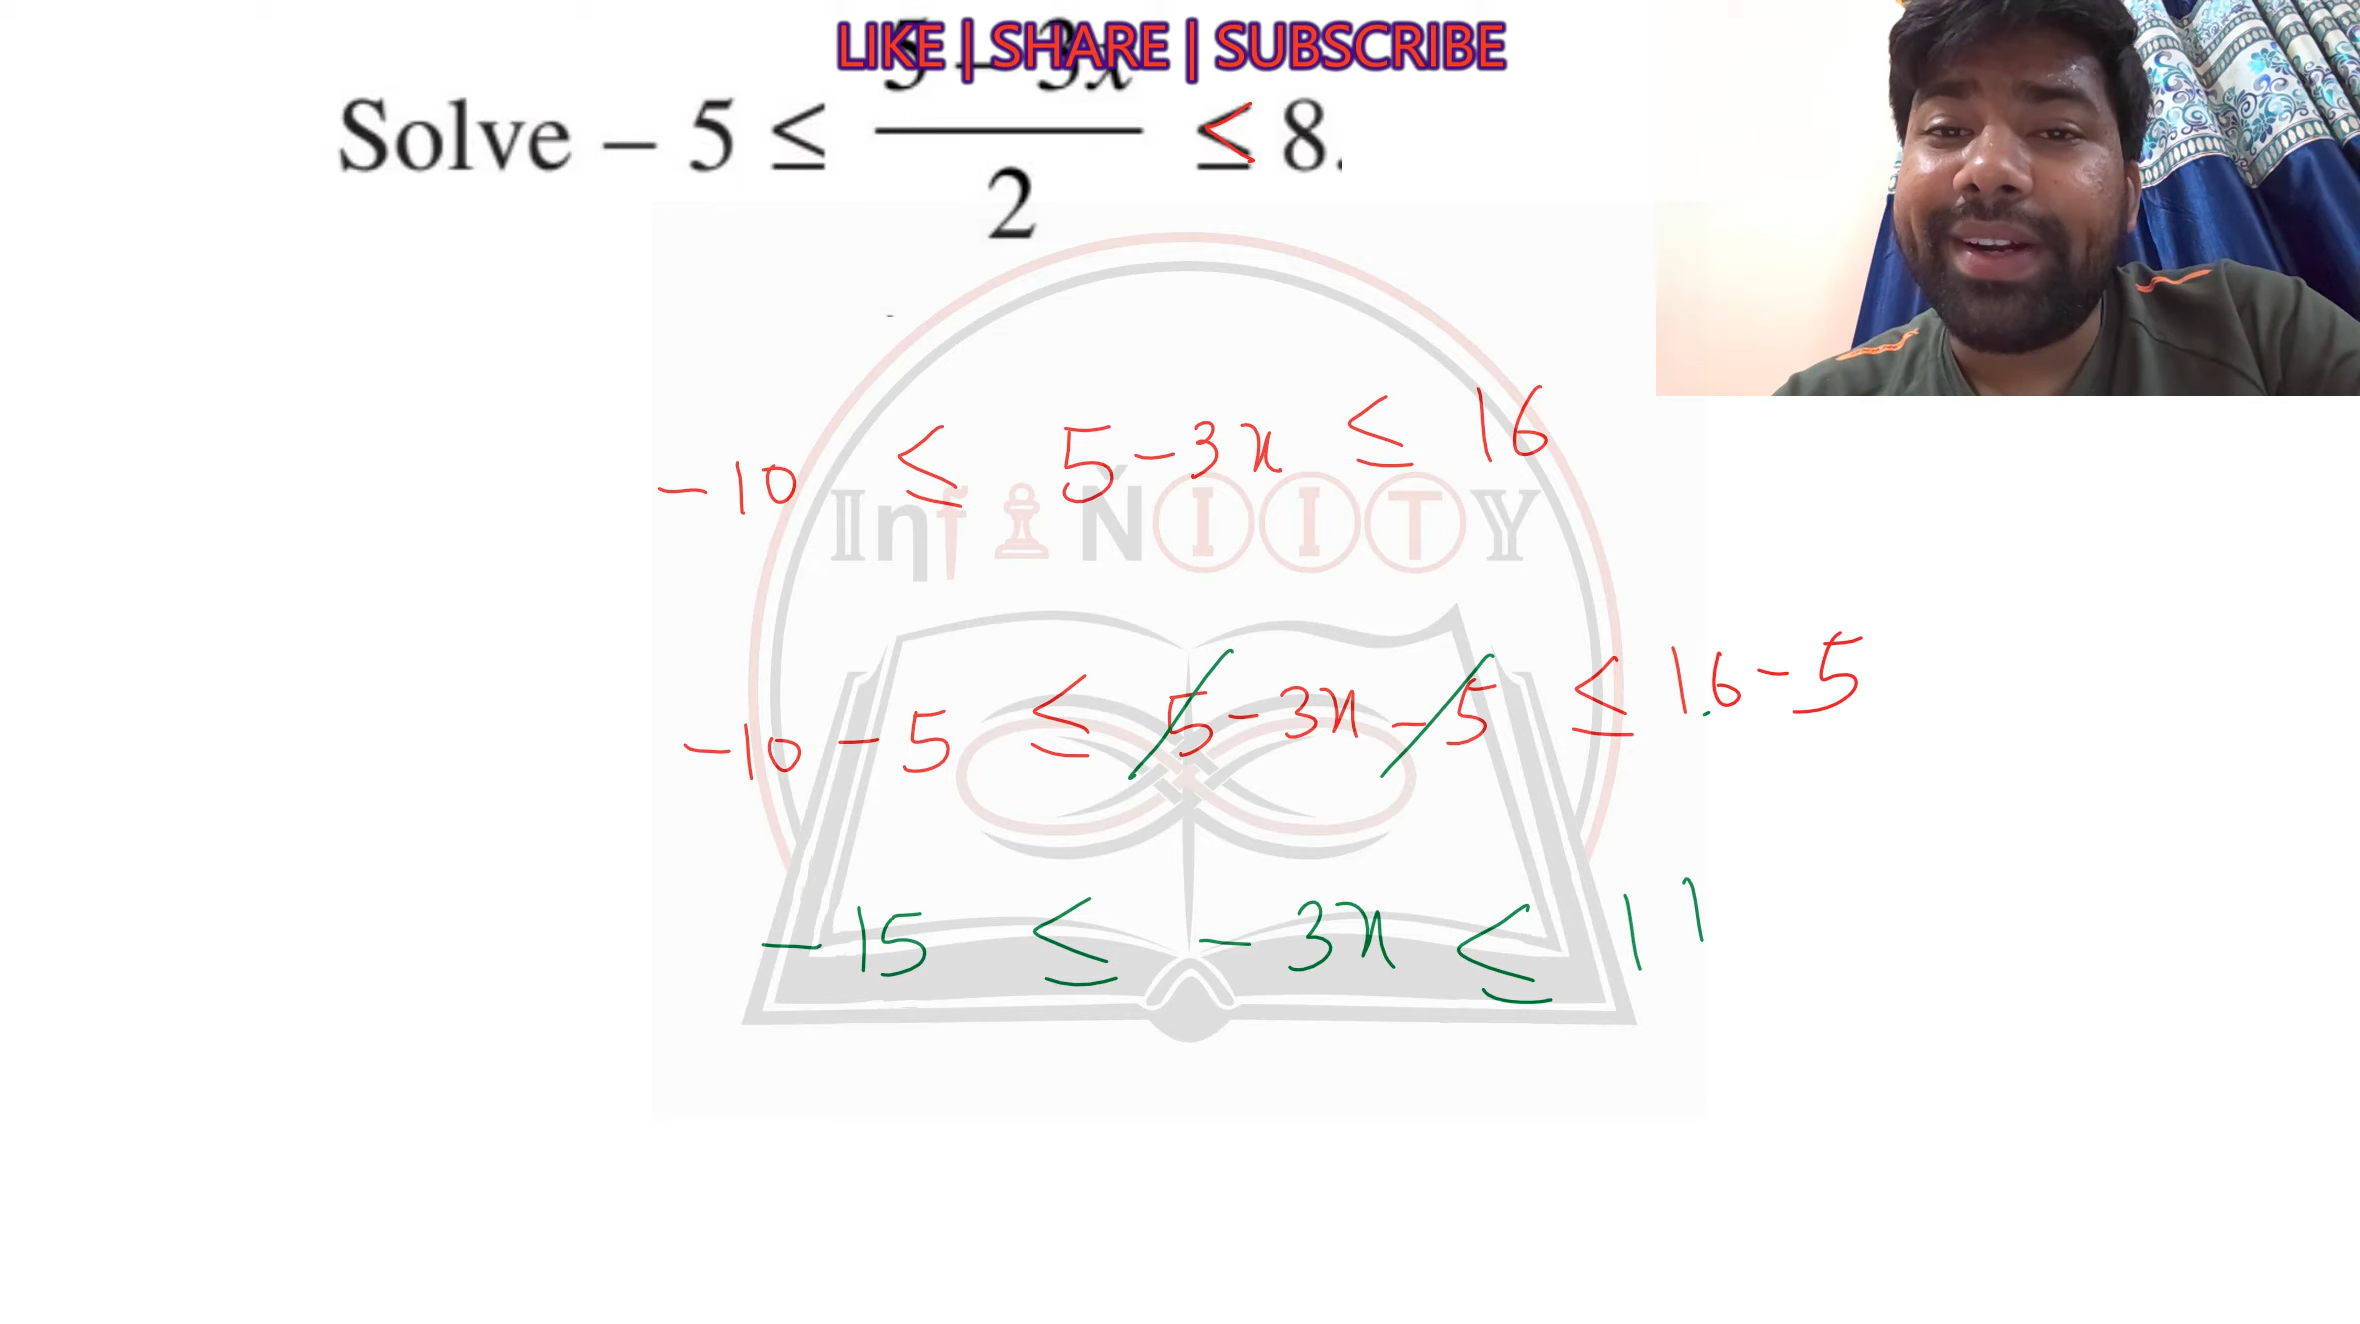 LIKE | SHARE | SUBSCRIBE
Solve – 5 ≤ (5 – 3x)/2 ≤ 8.
-10 ≤ 5-3x ≤ 16
InfiNIITY
-10 - 5 ≤ 5 - 3x - 5 ≤ 16 - 5
-15 ≤ -3x ≤ 11